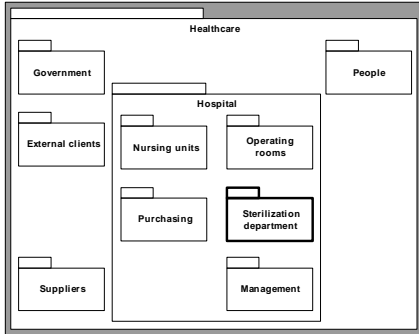 Healthcare
Government
People
Hospital
External clients
Nursing units
Operating
rooms
Purchasing
Sterilization
department
Suppliers
Management